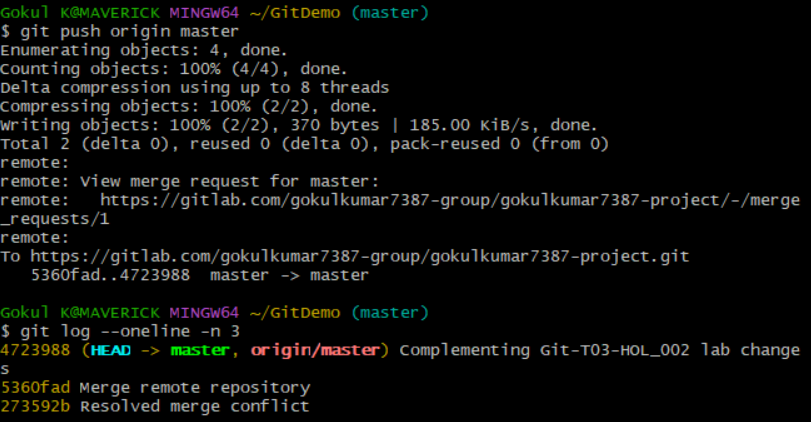 Gokul K@MAVERICK MINGW64 ~/GitDemo (master)
$ git push origin master
Enumerating objects: 4, done.
Counting objects: 100% (4/4), done.
Delta compression using up to 8 threads
Compressing objects: 100% (2/2), done.
Writing objects: 100% (2/2), 370 bytes | 185.00 KiB/s, done.
Total 2 (delta 0), reused 0 (delta 0), pack-reused 0 (from 0)
remote:
remote: View merge request for master:
remote:   https://gitlab.com/gokulkumar7387-group/gokulkumar7387-project/-/merge
_requests/1
remote:
To https://gitlab.com/gokulkumar7387-group/gokulkumar7387-project.git
   5360fad..4723988  master -> master
Gokul K@MAVERICK MINGW64 ~/GitDemo (master)
$ git log --oneline -n 3
4723988 (HEAD -> master, origin/master) Complementing Git-T03-HOL_002 lab change
s
5360fad Merge remote repository
273592b Resolved merge conflict